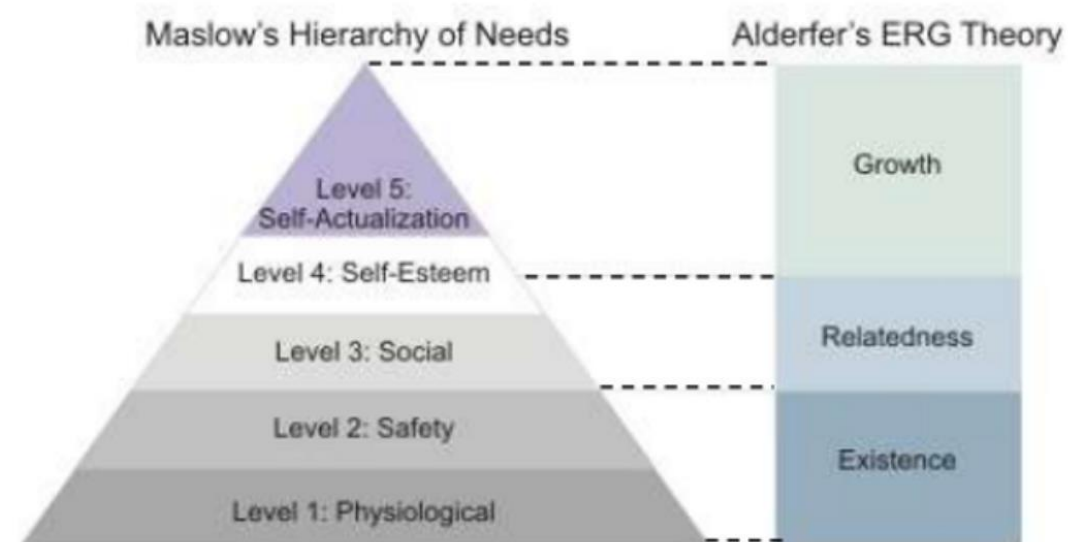 Maslow's Hierarchy of Needs
Alderfer's ERG Theory
Level 5:
Self-Actualization
Level 4: Self-Esteem
Level 3: Social
Level 2: Safety
Level 1: Physiological
Growth
Relatedness
Existence